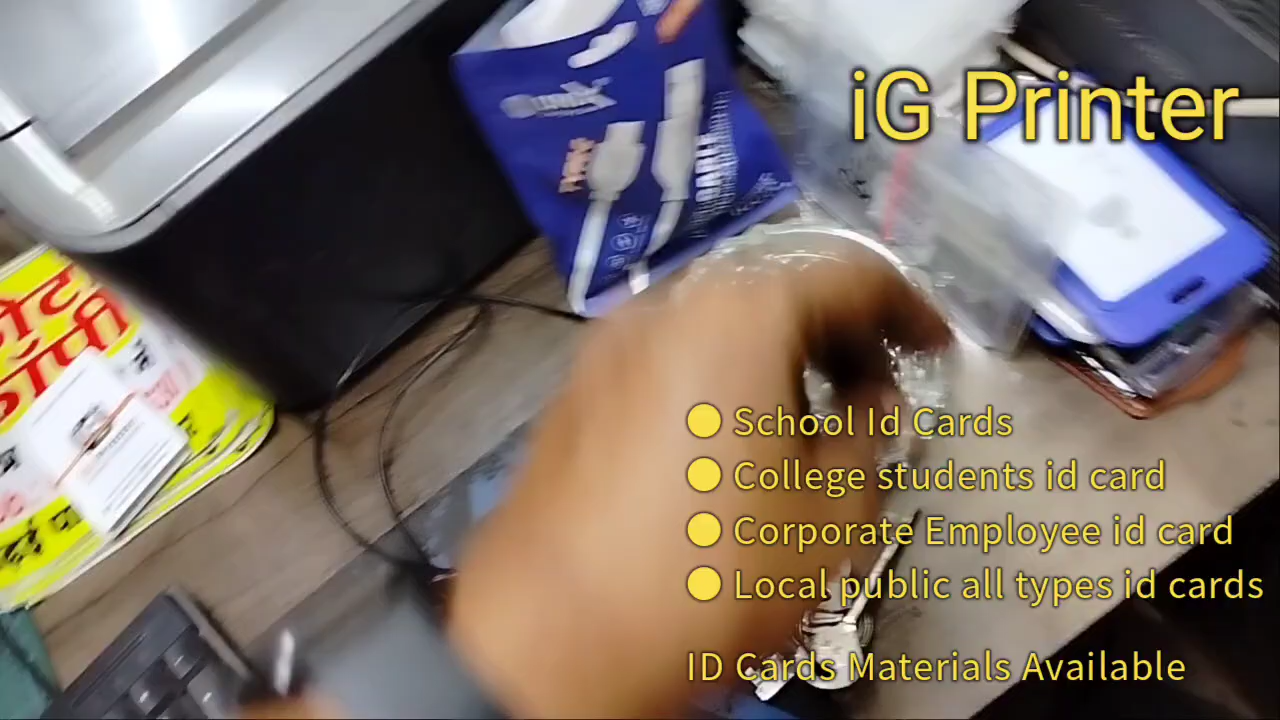 iG Printer
CABLE
School Id Cards
College students id card
Corporate Employee id card
Local public all types id cards
ID Cards Materials Available